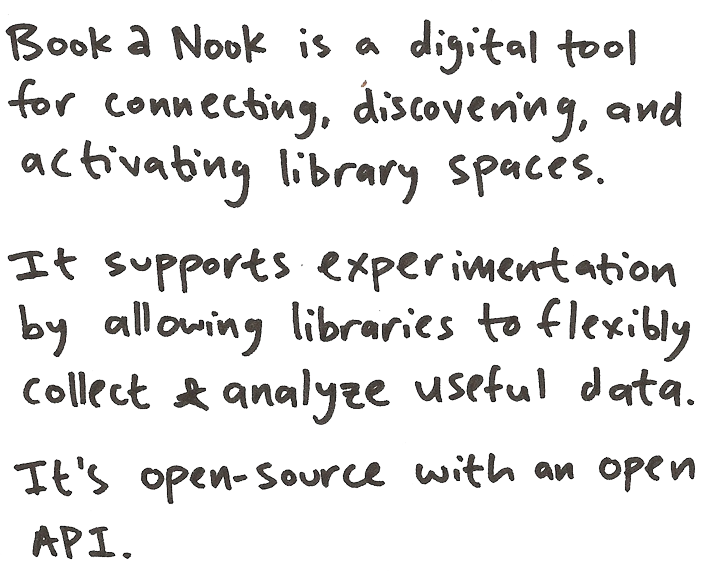 Book a Nook is a digital tool
for connecting, discovering, and
activating library spaces.
It supports experimentation
by allowing libraries to flexibly
collect & analyze useful data.
It's open-source with an open
API.